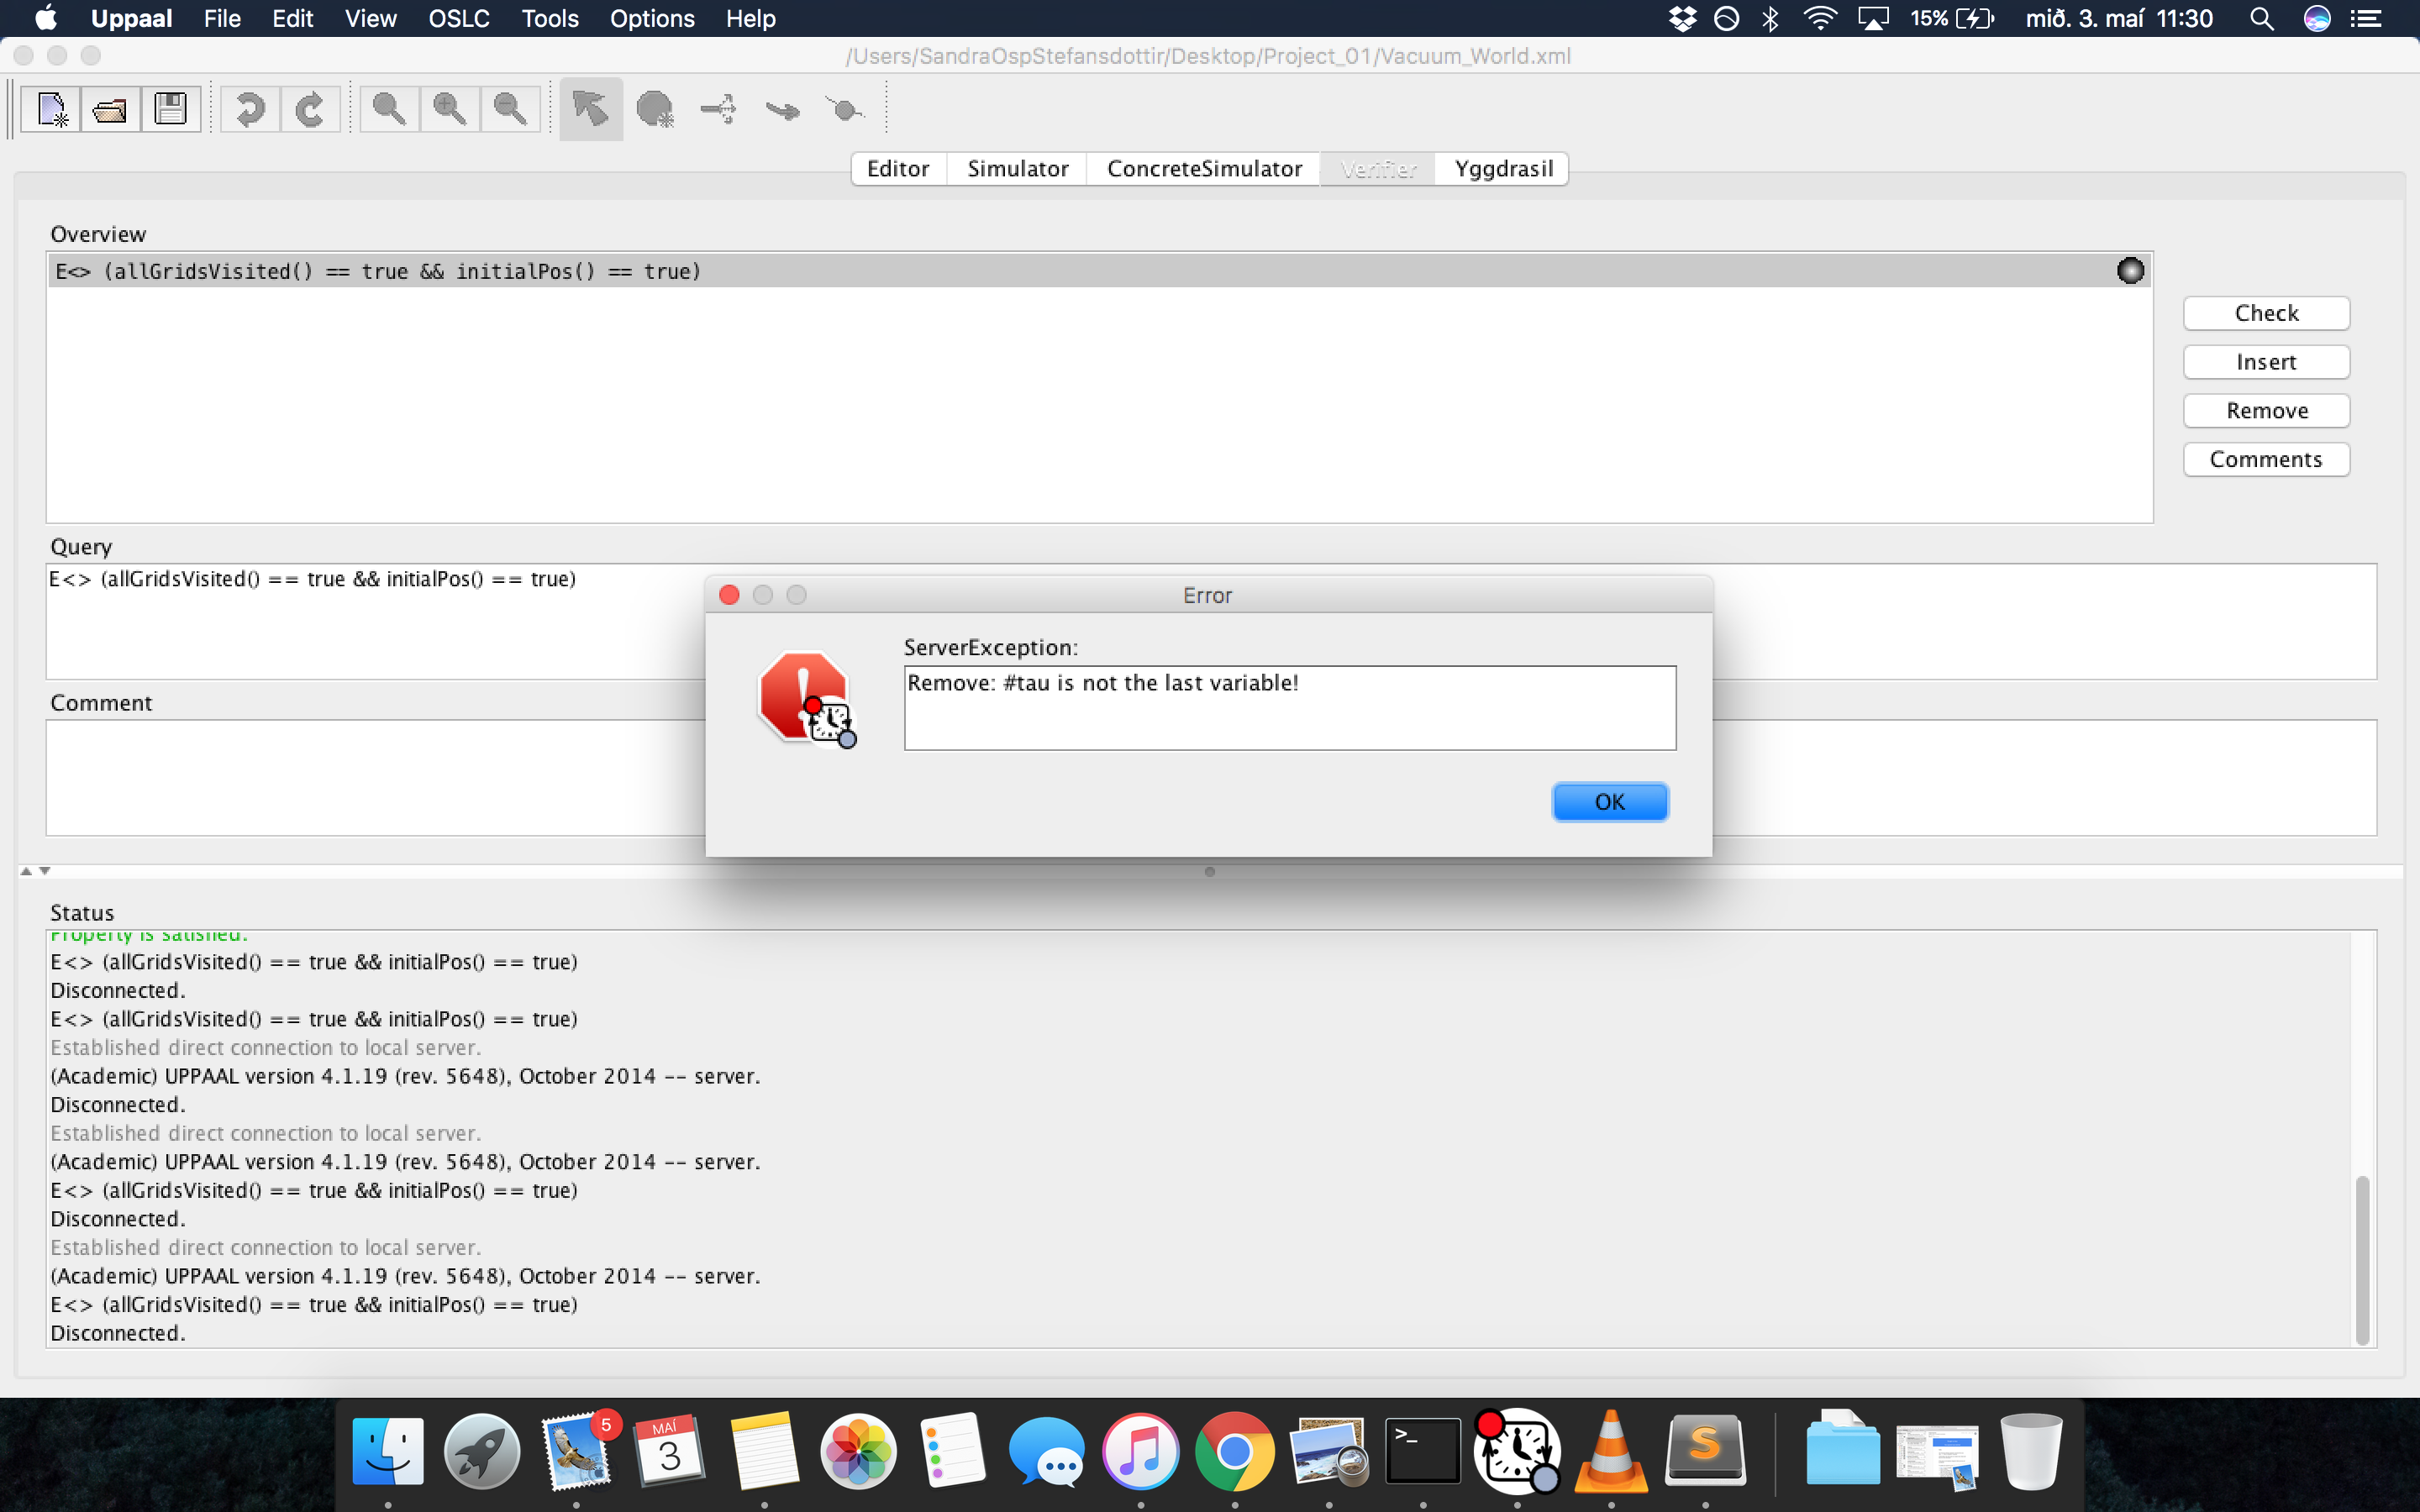 Uppaal File Edit View OSLC Tools Options Help 15% mið. 3. maí 11:30
/Users/SandraOspStefansdottir/Desktop/Project_01/Vacuum_World.xml
Editor Simulator ConcreteSimulator Verifier Yggdrasil
Overview
E<> (allGridsVisited() == true && initialPos() == true)
Check
Insert
Remove
Comments
Query
E<> (allGridsVisited() == true && initialPos() == true)
Error
ServerException:
Remove: #tau is not the last variable!
OK
Comment
Status
Property is satisfied.
E<> (allGridsVisited() == true && initialPos() == true)
Disconnected.
E<> (allGridsVisited() == true && initialPos() == true)
Established direct connection to local server.
(Academic) UPPAAL version 4.1.19 (rev. 5648), October 2014 -- server.
Disconnected.
Established direct connection to local server.
(Academic) UPPAAL version 4.1.19 (rev. 5648), October 2014 -- server.
E<> (allGridsVisited() == true && initialPos() == true)
Disconnected.
Established direct connection to local server.
(Academic) UPPAAL version 4.1.19 (rev. 5648), October 2014 -- server.
E<> (allGridsVisited() == true && initialPos() == true)
Disconnected.
5
MAÍ
3
>_
S